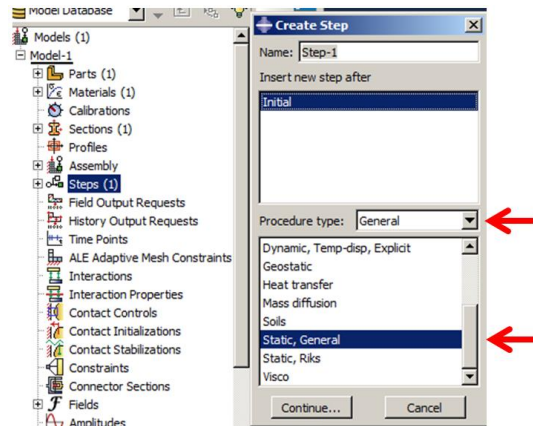 Model Database
Models (1)
Model-1
Parts (1)
Materials (1)
Calibrations
Sections (1)
Profiles
Assembly
Steps (1)
Field Output Requests
History Output Requests
Time Points
ALE Adaptive Mesh Constraints
Interactions
Interaction Properties
Contact Controls
Contact Initializations
Contact Stabilizations
Constraints
Connector Sections
Fields
Amplitudes
Create Step
Name: Step-1
Insert new step after
Initial
Procedure type: General
Dynamic, Temp-disp, Explicit
Geostatic
Heat transfer
Mass diffusion
Soils
Static, General
Static, Riks
Visco
Continue... Cancel